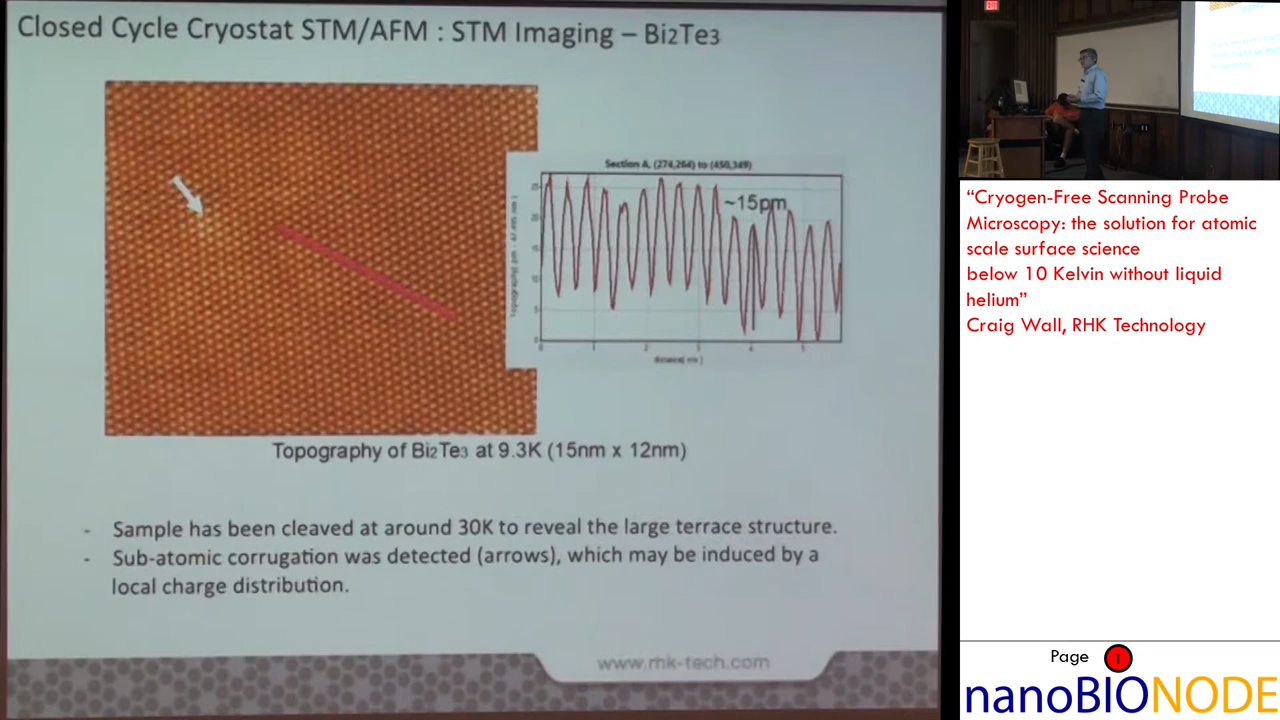 Closed Cycle Cryostat STM/AFM : STM Imaging – Bi2Te3
Section A, (274,264) to (450,349)
~15pm
Topography of Bi2Te3 at 9.3K (15nm x 12nm)
- Sample has been cleaved at around 30K to reveal the large terrace structure.
- Sub-atomic corrugation was detected (arrows), which may be induced by a
local charge distribution.
www.rhk-tech.com
“Cryogen-Free Scanning Probe
Microscopy: the solution for atomic
scale surface science
below 10 Kelvin without liquid
helium”
Craig Wall, RHK Technology
Page 1
nanoBIONODE